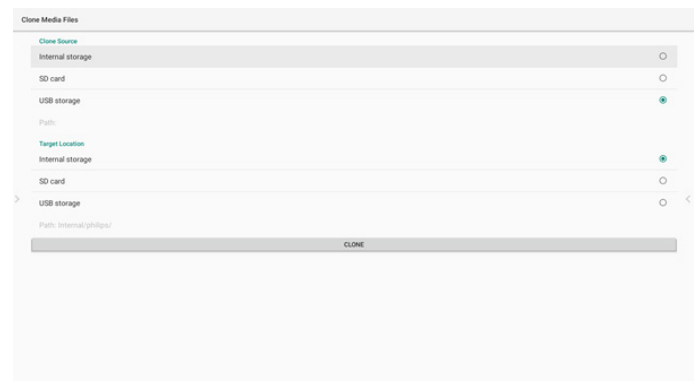 Clone Media Files
Clone Source
Internal storage
SD card
USB storage
Path:
Target Location
Internal storage
SD card
USB storage
Path: Internal/philips/
CLONE